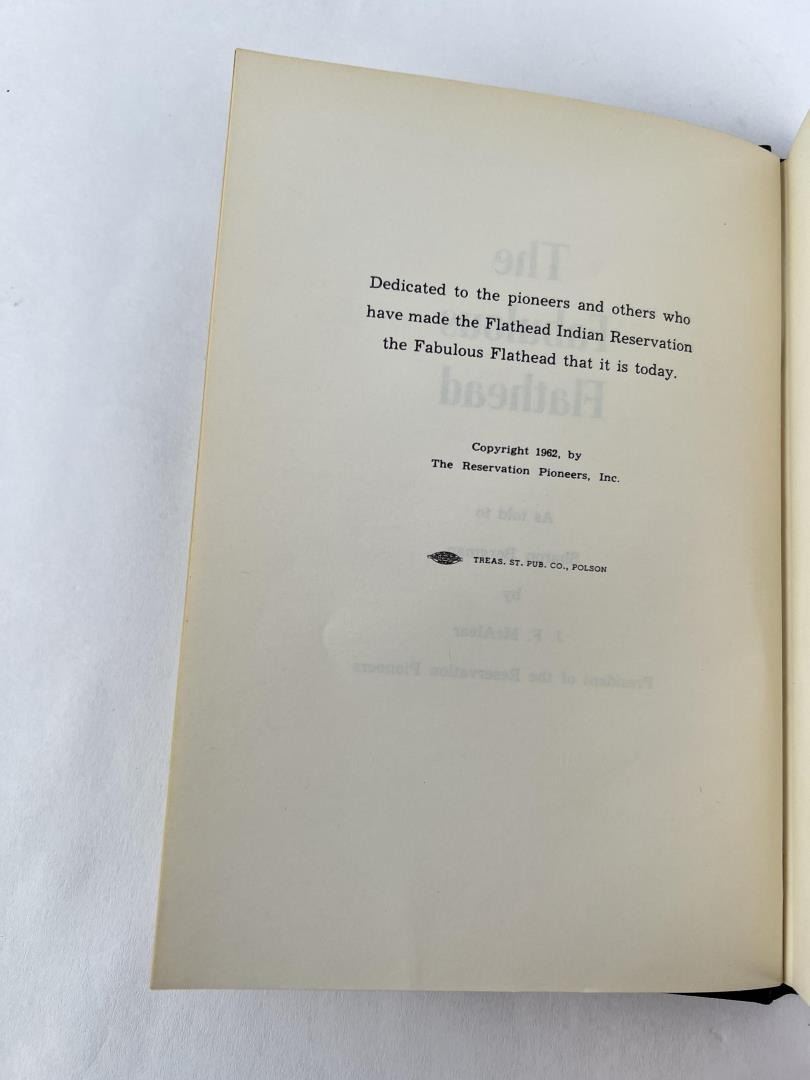 Dedicated to the pioneers and others who
have made the Flathead Indian Reservation
the Fabulous Flathead that it is today.
Copyright 1962, by
The Reservation Pioneers, Inc.
TREAS. ST. PUB. CO., POLSON